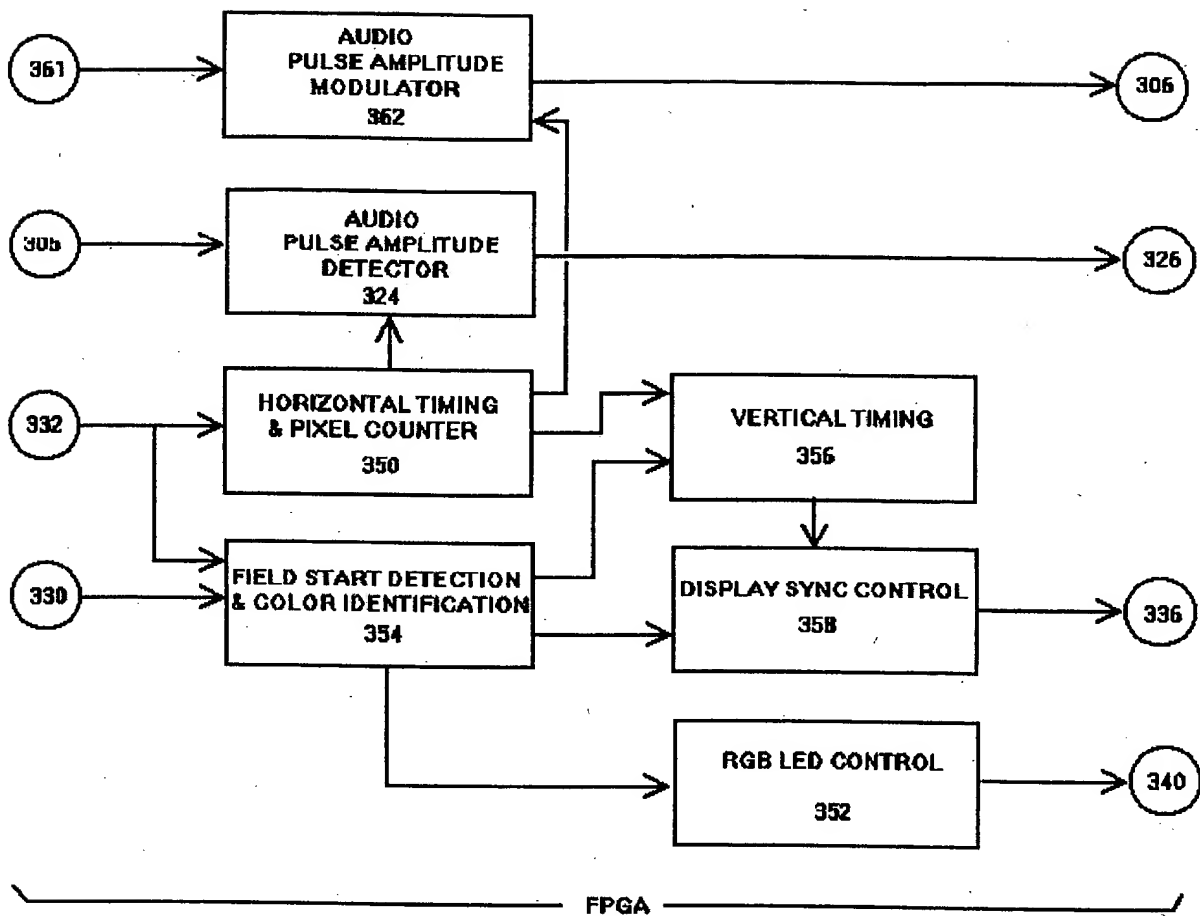 361
AUDIO
PULSE AMPLITUDE
MODULATOR
362
306
305
AUDIO
PULSE AMPLITUDE
DETECTOR
324
326
332
HORIZONTAL TIMING
& PIXEL COUNTER
350
VERTICAL TIMING
356
330
FIELD START DETECTION
& COLOR IDENTIFICATION
354
DISPLAY SYNC CONTROL
358
336
RGB LED CONTROL
352
340
FPGA